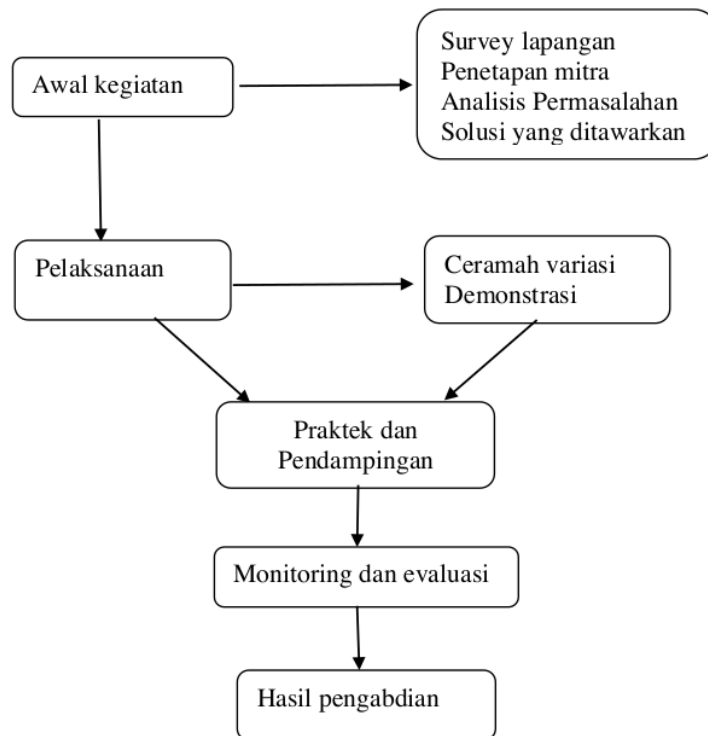 Awal kegiatan
Survey lapangan
Penetapan mitra
Analisis Permasalahan
Solusi yang ditawarkan
Pelaksanaan
Ceramah variasi
Demonstrasi
Praktek dan
Pendampingan
Monitoring dan evaluasi
Hasil pengabdian